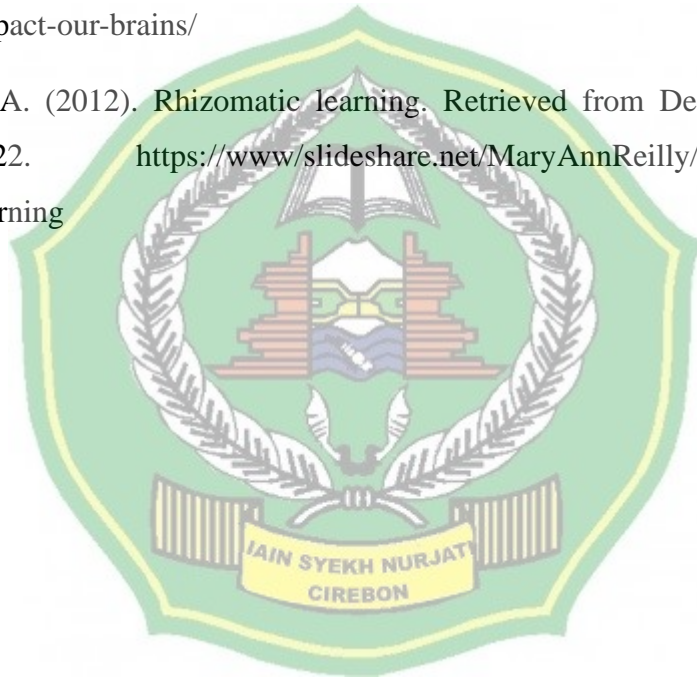 pact-our-brains/
A. (2012). Rhizomatic learning. Retrieved from De
22. https://www/slideshare.net/MaryAnnReilly/
rning
IAIN SYEKH NURJATI
CIREBON